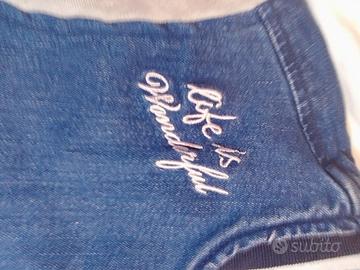 life is
Wonderful
subito